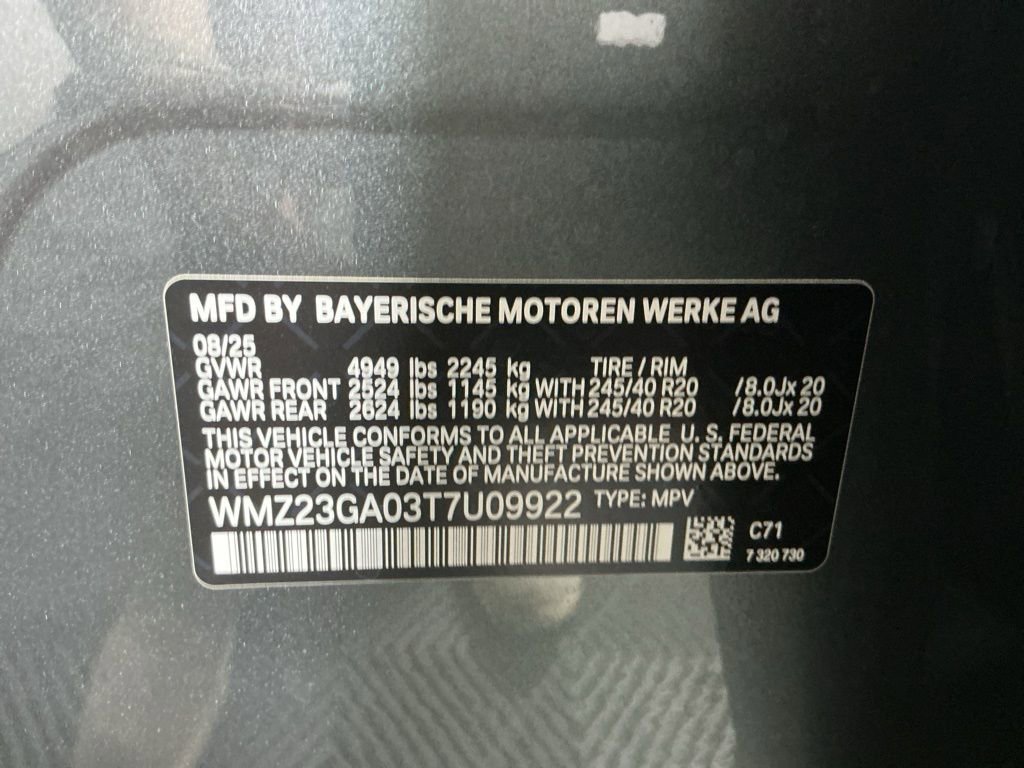 MFD BY BAYERISCHE MOTOREN WERKE AG
08/25
GVWR 4949 lbs 2245 kg TIRE / RIM
GAWR FRONT 2524 lbs 1145 kg WITH 245/40 R20 /8.0Jx 20
GAWR REAR 2624 lbs 1190 kg WITH 245/40 R20 /8.0Jx 20
THIS VEHICLE CONFORMS TO ALL APPLICABLE U. S. FEDERAL
MOTOR VEHICLE SAFETY AND THEFT PREVENTION STANDARDS
IN EFFECT ON THE DATE OF MANUFACTURE SHOWN ABOVE.
WMZ23GA03T7U09922 TYPE: MPV
C71
7 320 730